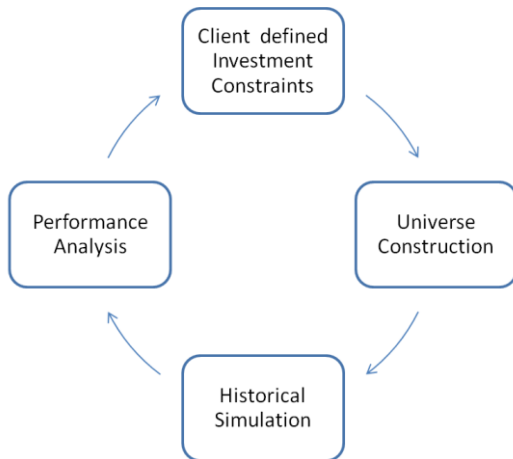 Client defined
Investment
Constraints
Universe
Construction
Historical
Simulation
Performance
Analysis